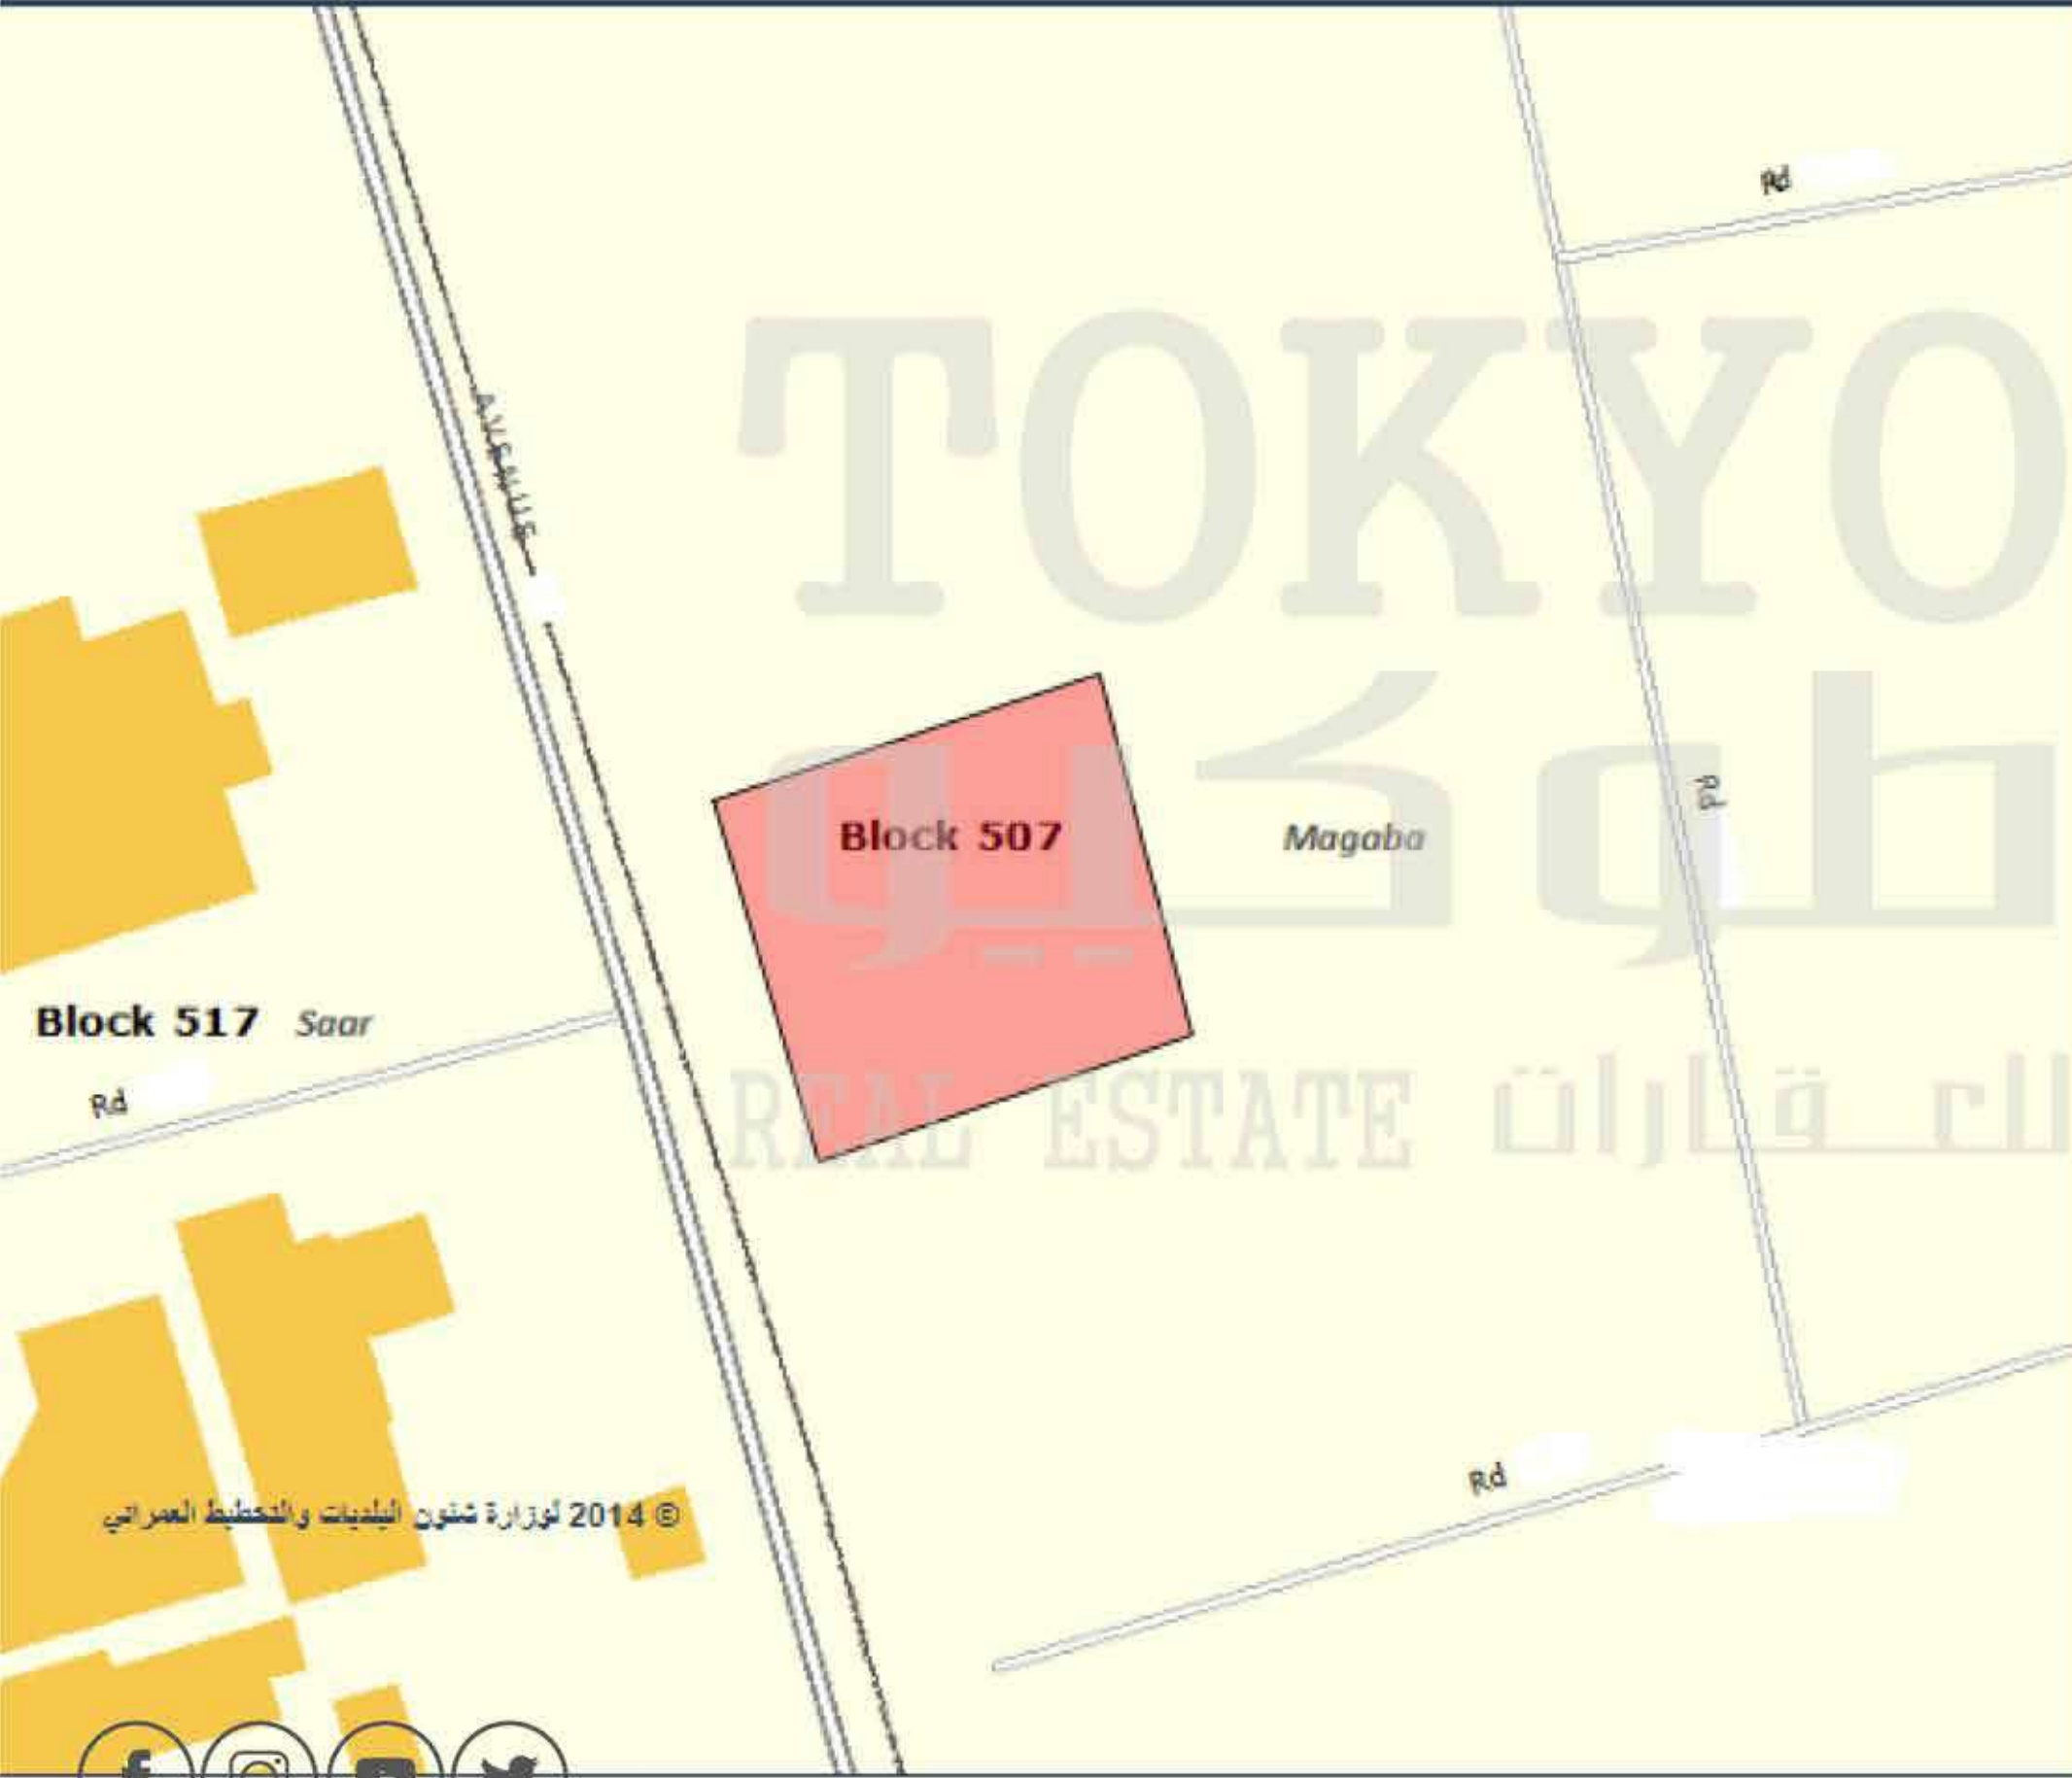 Rd
AVENUE
TOKYO
طوكيو
Block 507
Magaba
Rd
Block 517 Saar
Rd
REAL ESTATE للعقارات
Rd
© 2014 لوزارة شئون البلديات والتخطيط العمراني